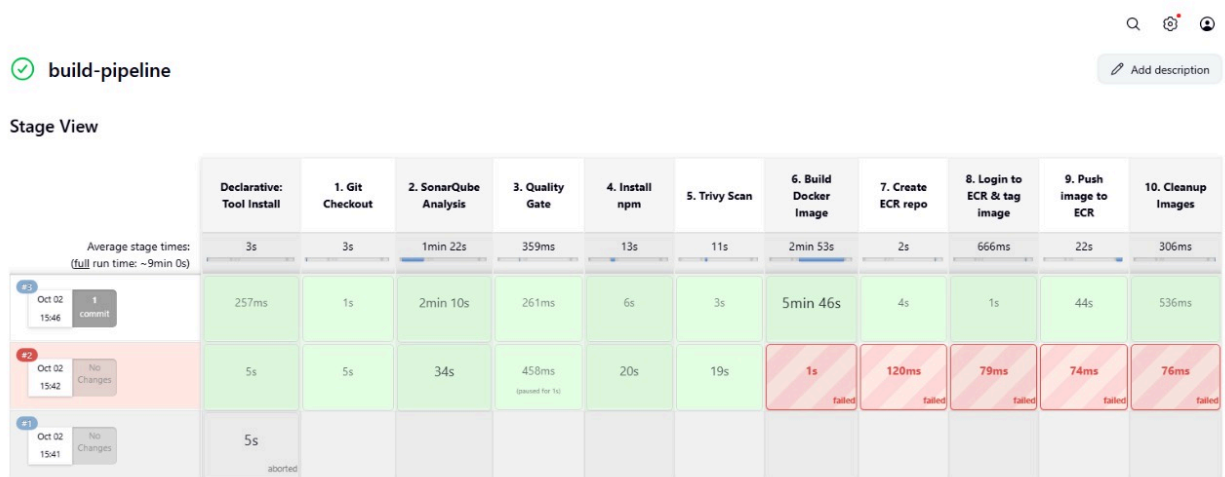 build-pipeline
Add description
Stage View
Declarative: Tool Install
1. Git Checkout
2. SonarQube Analysis
3. Quality Gate
4. Install npm
5. Trivy Scan
6. Build Docker Image
7. Create ECR repo
8. Login to ECR & tag image
9. Push image to ECR
10. Cleanup Images
Average stage times:
(full run time: ~9min 0s)
3s
3s
1min 22s
359ms
13s
11s
2min 53s
2s
666ms
22s
306ms
#3
Oct 02
15:46
1
commit
257ms
1s
2min 10s
261ms
6s
3s
5min 46s
4s
1s
44s
536ms
#2
Oct 02
15:42
No
Changes
5s
5s
34s
458ms
(paused for 1s)
20s
19s
1s
failed
120ms
failed
79ms
failed
74ms
failed
76ms
failed
#1
Oct 02
15:41
No
Changes
5s
aborted